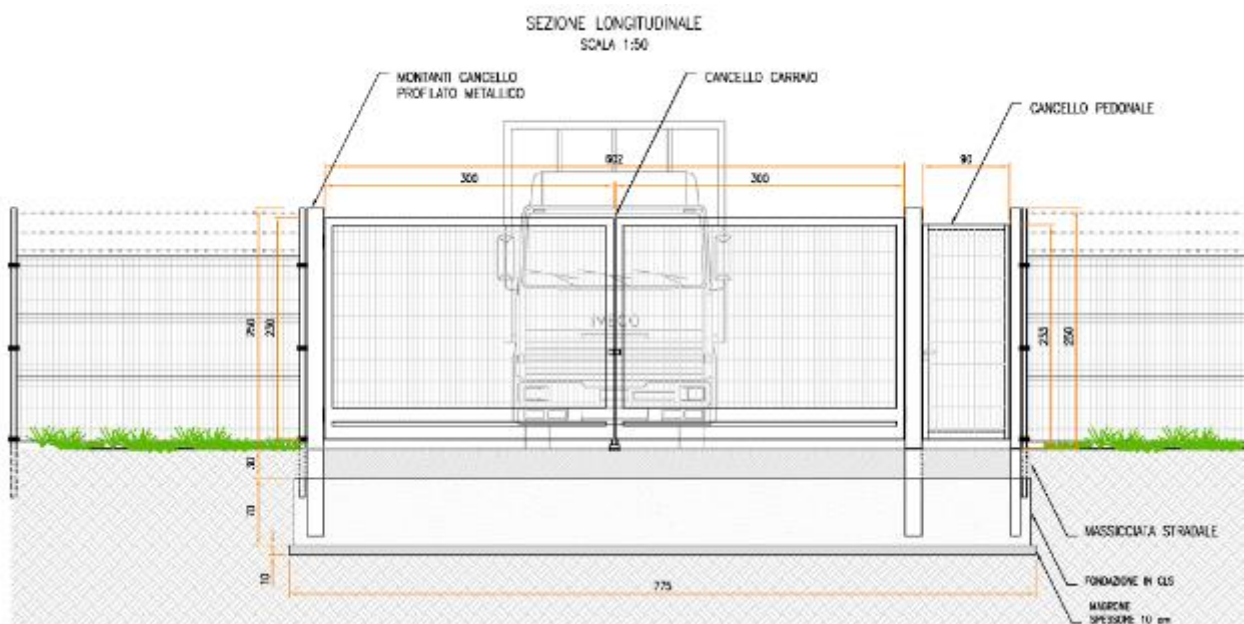 SEZIONE LONGITUDINALE
SCALA 1:50
MONTANTI CANCELLO
PROFILATO METALLICO
CANCELLO CARRAIO
CANCELLO PEDONALE
602
90
300
300
250
230
IVECO
233
250
30
70
10
775
MASSICCIATA STRADALE
FONDAZIONE IN CLS
MAGRONE
SPESSORE 10 cm